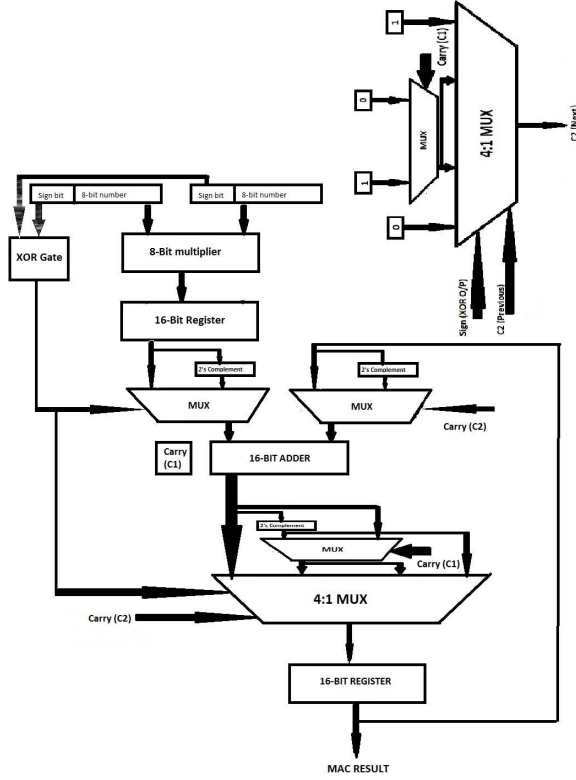 1
Carry (C1)
0
MUX
4:1 MUX
C2 (Next)
1
0
Sign (XOR O/P)
C2 (Previous)
Sign bit
8-bit number
Sign bit
8-bit number
XOR Gate
8-Bit multiplier
16-Bit Register
2's Complement
2's Complement
MUX
MUX
Carry (C2)
Carry
(C1)
16-BIT ADDER
2's Complement
MUX
Carry (C1)
4:1 MUX
Carry (C2)
16-BIT REGISTER
MAC RESULT